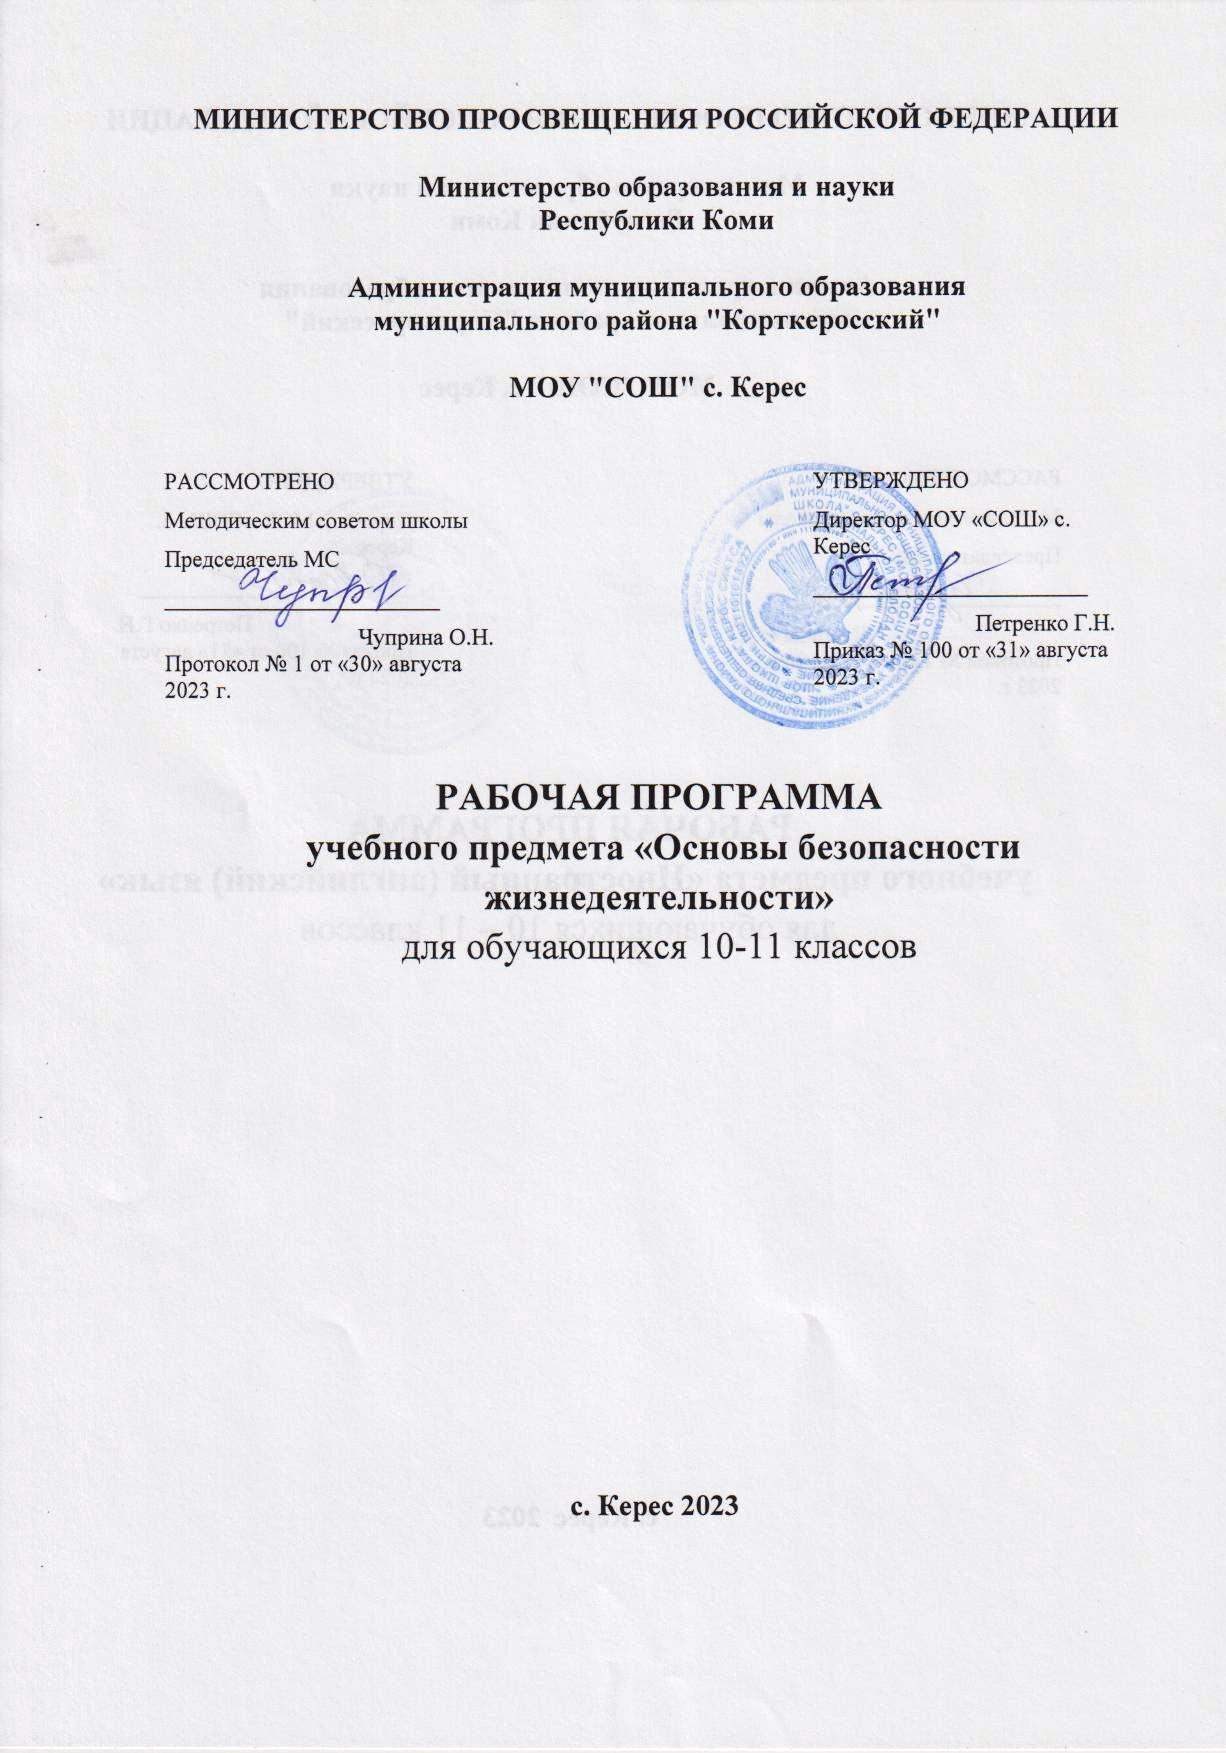 МИНИСТЕРСТВО ПРОСВЕЩЕНИЯ РОССИЙСКОЙ ФЕДЕРАЦИИ
Министерство образования и науки
Республики Коми
Администрация муниципального образования
муниципального района "Корткеросский"
МОУ "СОШ" с. Керес
РАССМОТРЕНО
Методическим советом школы
Председатель МС
Чуприна О.Н.
Протокол № 1 от «30» августа
2023 г.
УТВЕРЖДЕНО
Директор МОУ «СОШ» с.
Керес
Петренко Г.Н.
Приказ № 100 от «31» августа
2023 г.
РАБОЧАЯ ПРОГРАММА
учебного предмета «Основы безопасности
жизнедеятельности»
для обучающихся 10-11 классов
с. Керес 2023